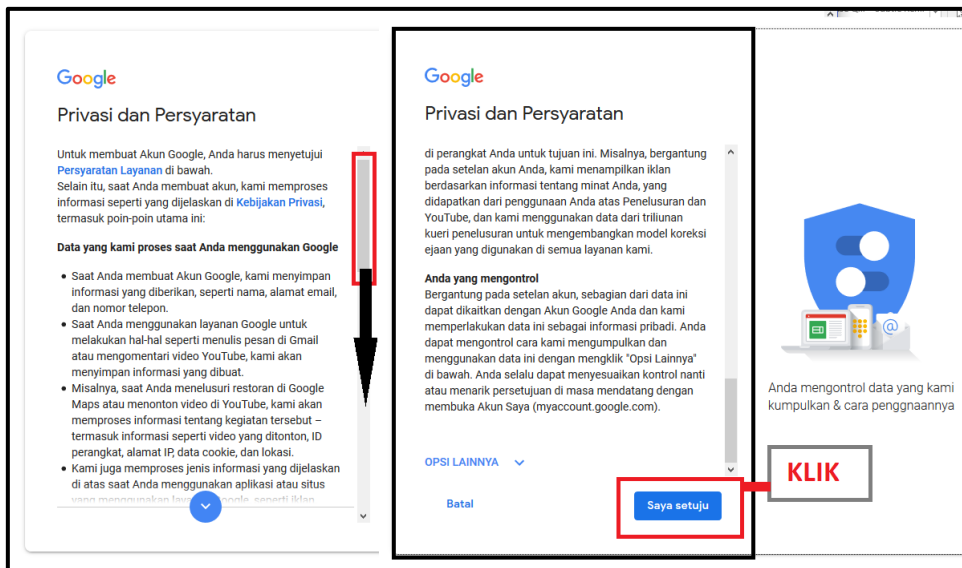 Google
Privasi dan Persyaratan
Untuk membuat Akun Google, Anda harus menyetujui
Persyaratan Layanan di bawah.
Selain itu, saat Anda membuat akun, kami memproses
informasi seperti yang dijelaskan di Kebijakan Privasi,
termasuk poin-poin utama ini:
Data yang kami proses saat Anda menggunakan Google
• Saat Anda membuat Akun Google, kami menyimpan
informasi yang diberikan, seperti nama, alamat email,
dan nomor telepon.
• Saat Anda menggunakan layanan Google untuk
melakukan hal-hal seperti menulis pesan di Gmail
atau mengomentari video YouTube, kami akan
menyimpan informasi yang dibuat.
• Misalnya, saat Anda menelusuri restoran di Google
Maps atau menonton video di YouTube, kami akan
memproses informasi tentang kegiatan tersebut –
termasuk informasi seperti video yang ditonton, ID
perangkat, alamat IP, data cookie, dan lokasi.
• Kami juga memproses jenis informasi yang dijelaskan
di atas saat Anda menggunakan aplikasi atau situs
yang menggunakan Google, seperti iklan
Google
Privasi dan Persyaratan
di perangkat Anda untuk tujuan ini. Misalnya, bergantung
pada setelan akun Anda, kami menampilkan iklan
berdasarkan informasi tentang minat Anda, yang
didapatkan dari penggunaan Anda atas Penelusuran dan
YouTube, dan kami menggunakan data dari triliunan
kueri penelusuran untuk mengembangkan model koreksi
ejaan yang digunakan di semua layanan kami.
Anda yang mengontrol
Bergantung pada setelan akun, sebagian dari data ini
dapat dikaitkan dengan Akun Google Anda dan kami
memperlakukan data ini sebagai informasi pribadi. Anda
dapat mengontrol cara kami mengumpulkan dan
menggunakan data ini dengan mengklik "Opsi Lainnya"
di bawah. Anda selalu dapat menyesuaikan kontrol nanti
atau menarik persetujuan di masa mendatang dengan
membuka Akun Saya (myaccount.google.com).
OPSI LAINNYA
Batal
Saya setuju
@
Anda mengontrol data yang kami
kumpulkan & cara penggnaannya
KLIK